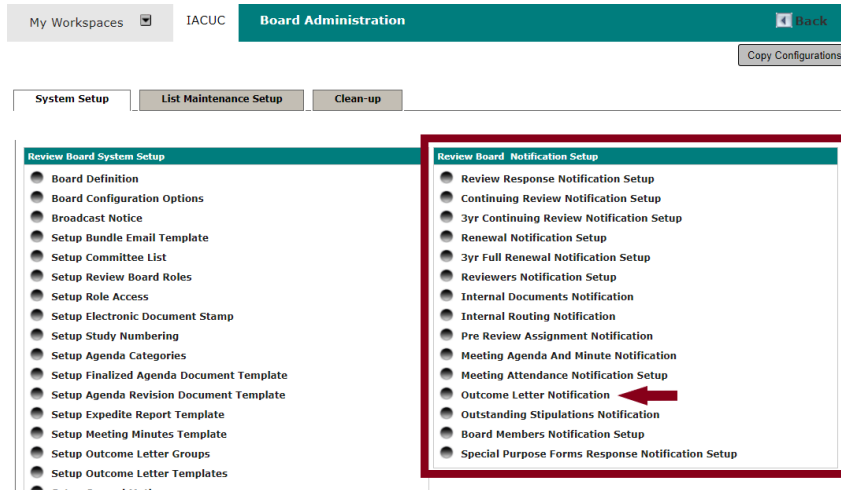 My Workspaces IACUC Board Administration Back
Copy Configurations
System Setup List Maintenance Setup Clean-up
Review Board System Setup
Board Definition
Board Configuration Options
Broadcast Notice
Setup Bundle Email Template
Setup Committee List
Setup Review Board Roles
Setup Role Access
Setup Electronic Document Stamp
Setup Study Numbering
Setup Agenda Categories
Setup Finalized Agenda Document Template
Setup Agenda Revision Document Template
Setup Expedite Report Template
Setup Meeting Minutes Template
Setup Outcome Letter Groups
Setup Outcome Letter Templates
Review Board Notification Setup
Review Response Notification Setup
Continuing Review Notification Setup
3yr Continuing Review Notification Setup
Renewal Notification Setup
3yr Full Renewal Notification Setup
Reviewers Notification Setup
Internal Documents Notification
Internal Routing Notification
Pre Review Assignment Notification
Meeting Agenda And Minute Notification
Meeting Attendance Notification Setup
Outcome Letter Notification
Outstanding Stipulations Notification
Board Members Notification Setup
Special Purpose Forms Response Notification Setup